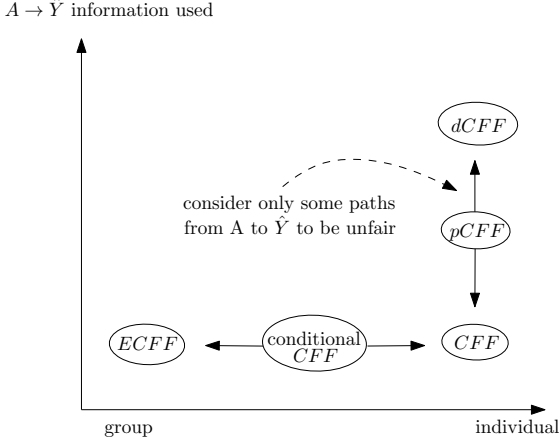 A → Y information used
dCFF
consider only some paths
from A to Ŷ to be unfair
pCFF
ECFF
conditional
CFF
CFF
group
individual